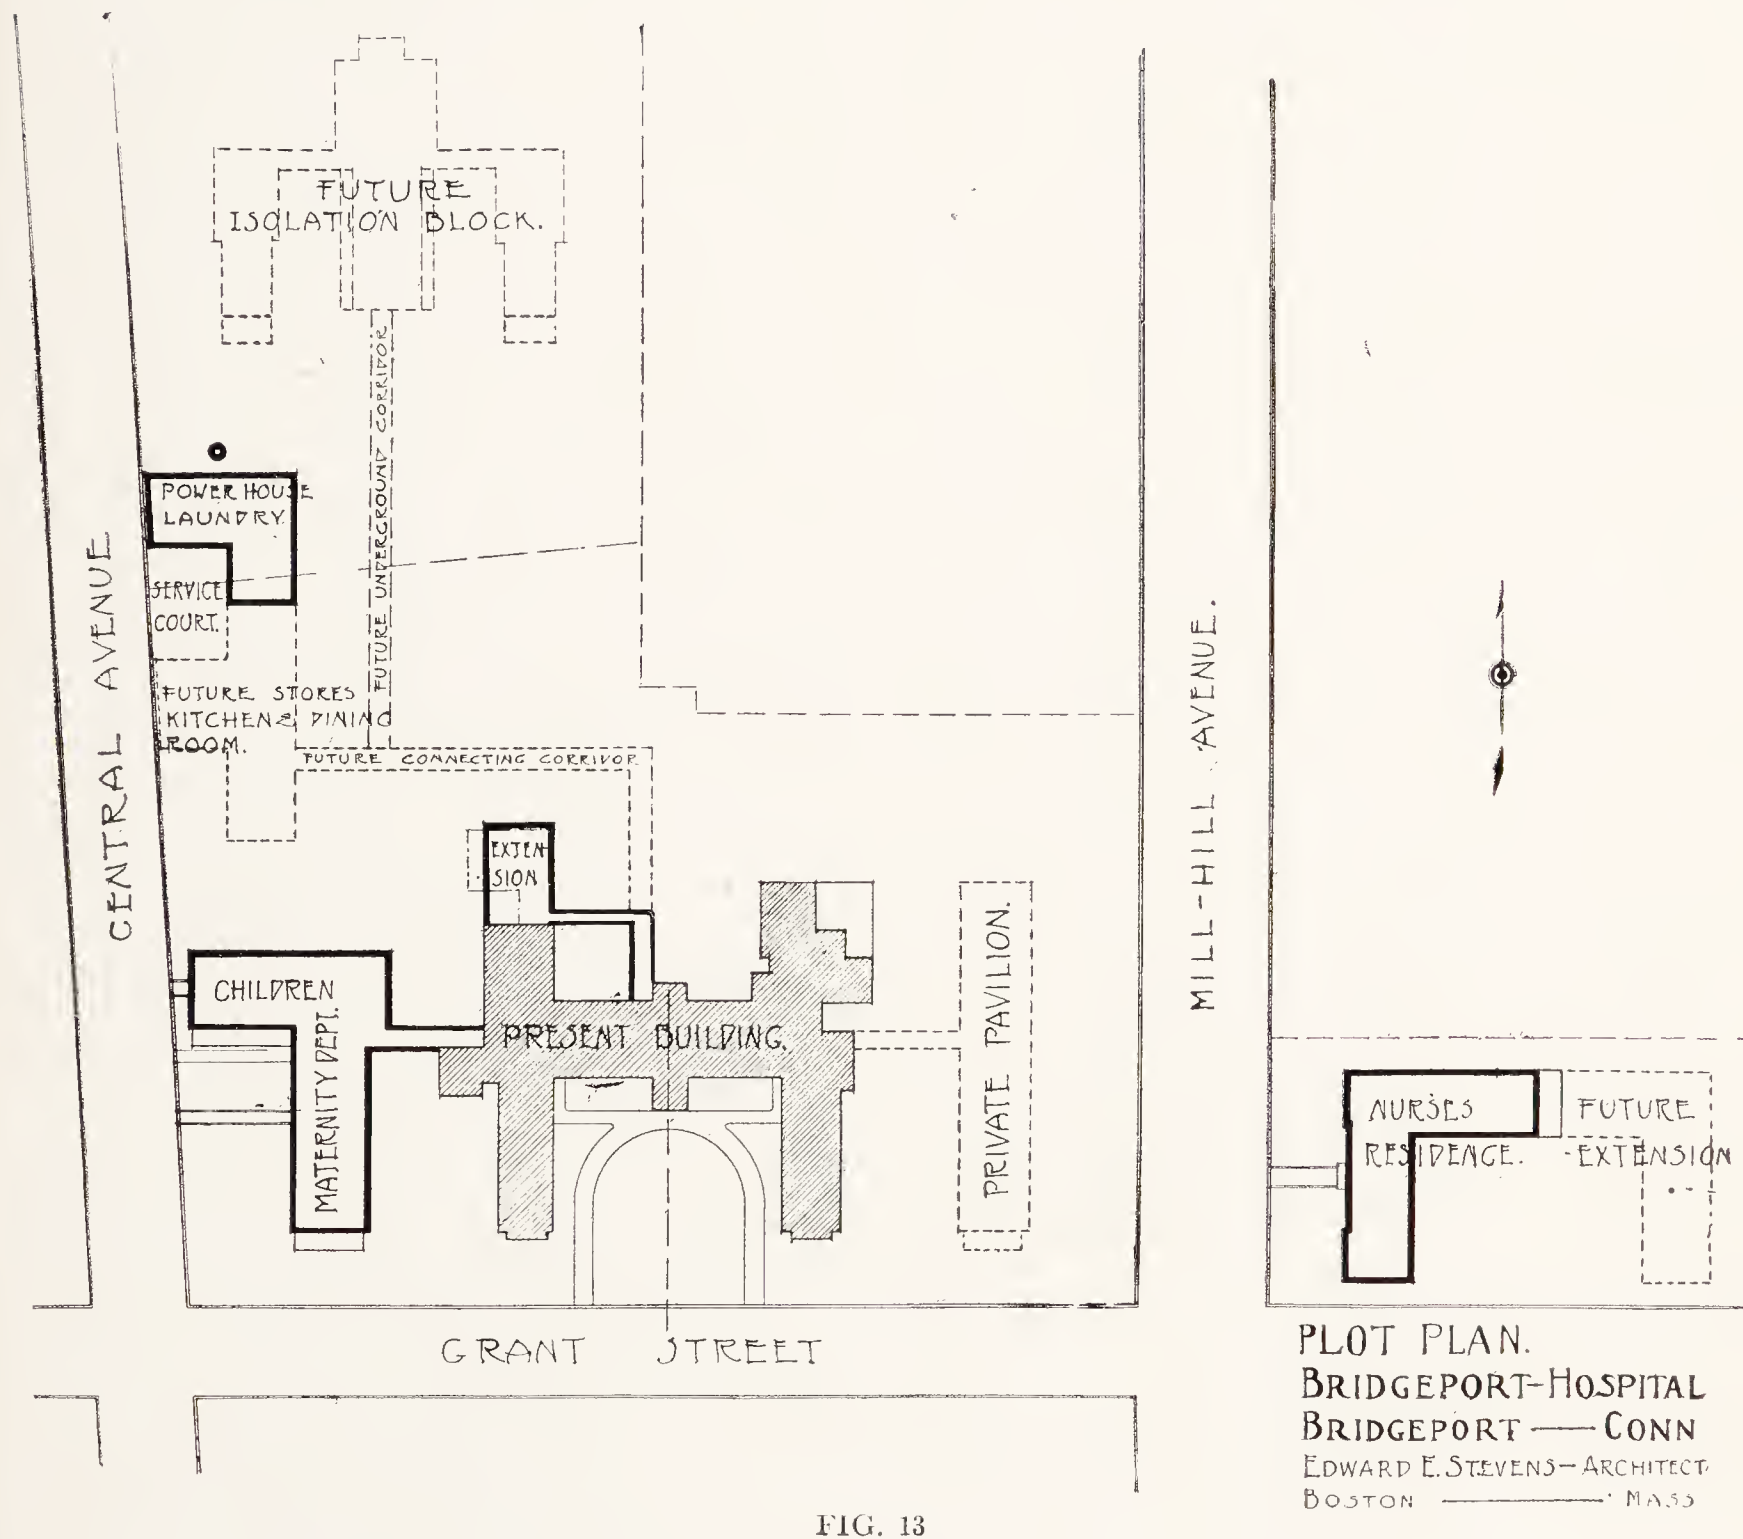 FUTURE
ISOLATION BLOCK.
FUTURE UNDERGROUND CORRIDOR
POWER HOUSE
LAUNDRY.
SERVICE
COURT.
CENTRAL AVENUE
FUTURE STORES
KITCHEN & DINING
ROOM.
FUTURE CONNECTING CORRIDOR
EXTEN-
SION
MILL-HILL AVENUE.
CHILDREN
MATERNITY DEPT.
PRESENT BUILDING.
PRIVATE PAVILION.
NURSES
RESIDENCE.
FUTURE
-EXTENSION
GRANT STREET
PLOT PLAN.
BRIDGEPORT-HOSPITAL
BRIDGEPORT — CONN
EDWARD E. STEVENS - ARCHITECT
BOSTON — MASS
FIG. 13